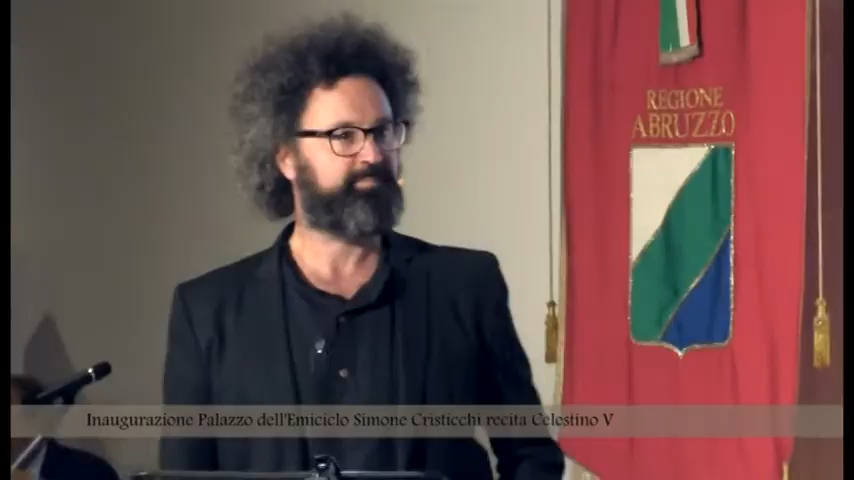 REGIONE
ABRUZZO
Inaugurazione Palazzo dell'Emiciclo Simone Cristicchi recita Celestino V